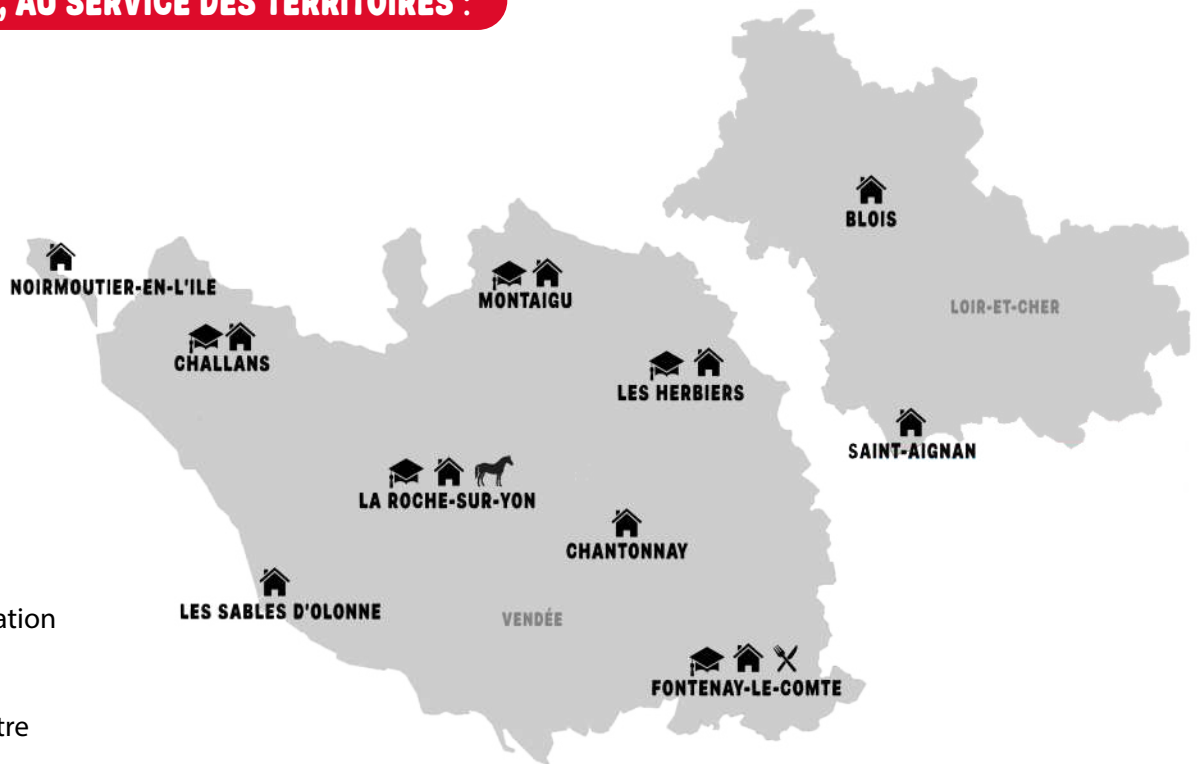 , AU SERVICE DES TERRITOIRES :
BLOIS
NOIRMOUTIER-EN-L'ILE
MONTAIGU
LOIR-ET-CHER
CHALLANS
LES HERBIERS
SAINT-AIGNAN
LA ROCHE-SUR-YON
CHANTONNAY
LES SABLES D'OLONNE
VENDÉE
ation
FONTENAY-LE-COMTE
tre